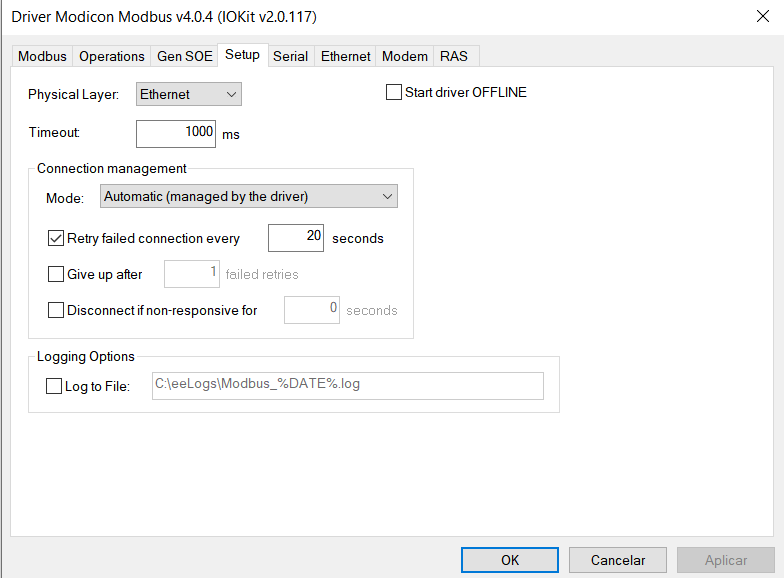 Driver Modicon Modbus v4.0.4 (IOKit v2.0.117)
Modbus Operations Gen SOE Setup Serial Ethernet Modem RAS
Physical Layer: Ethernet Start driver OFFLINE
Timeout: 1000 ms
Connection management
Mode: Automatic (managed by the driver)
Retry failed connection every 20 seconds
Give up after 1 failed retries
Disconnect if non-responsive for 0 seconds
Logging Options
Log to File: C:\eeLogs\Modbus_%DATE%.log
OK Cancelar Aplicar